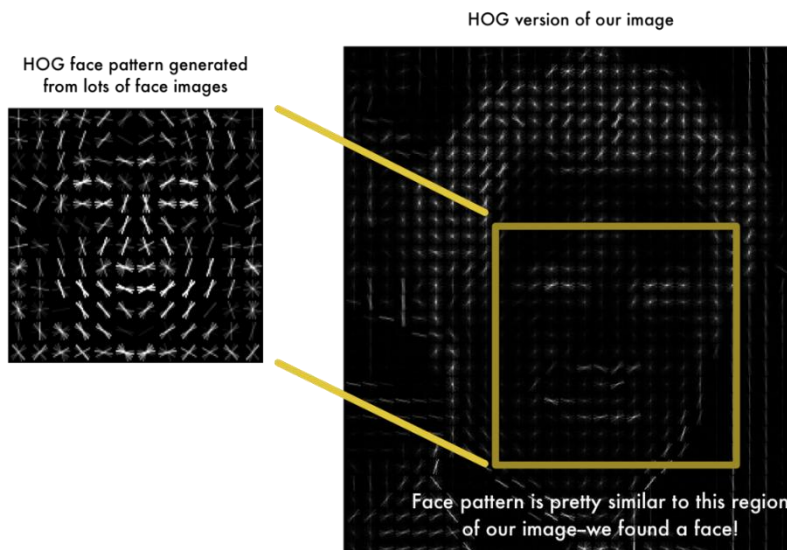 HOG version of our image
HOG face pattern generated
from lots of face images
Face pattern is pretty similar to this region
of our image–we found a face!